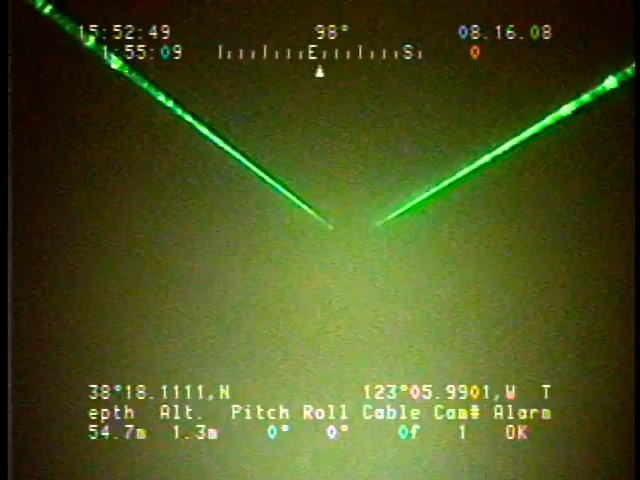 15:52:49 98° 08.16.08
1:55:09 E S 0
38°18.1111,N 123°05.9901,W T
epth Alt. Pitch Roll Cable Cam# Alarm
54.7m 1.3m 0° 0° 0f 1 OK